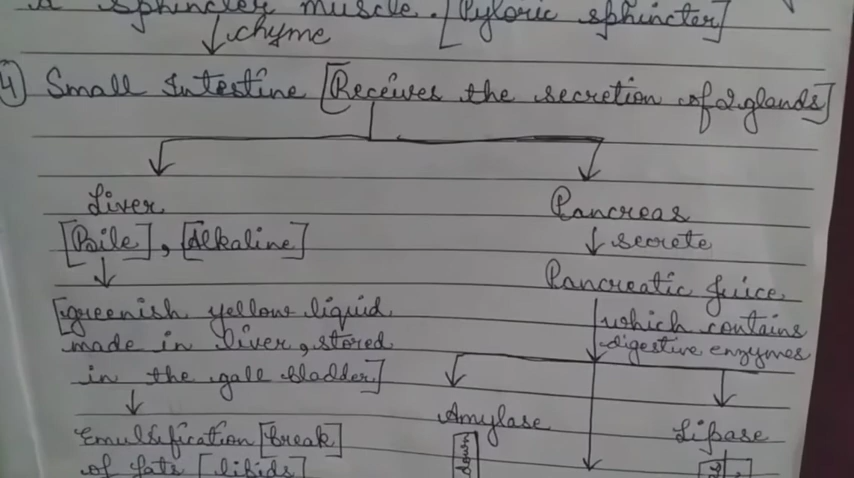 a sphincter muscle. [Pyloric sphincter]
chyme
4) Small Intestine [Receives the secretion of 2 glands]
Liver Pancreas
[Baile], [Alkaline] secrete
Pancreatic Juice
[greenish yellow liquid which contains
made in liver, stored digestive enzymes
in the gall bladder]
Amylase
Emulsification [break] Lipase
of fats [lipids]
down